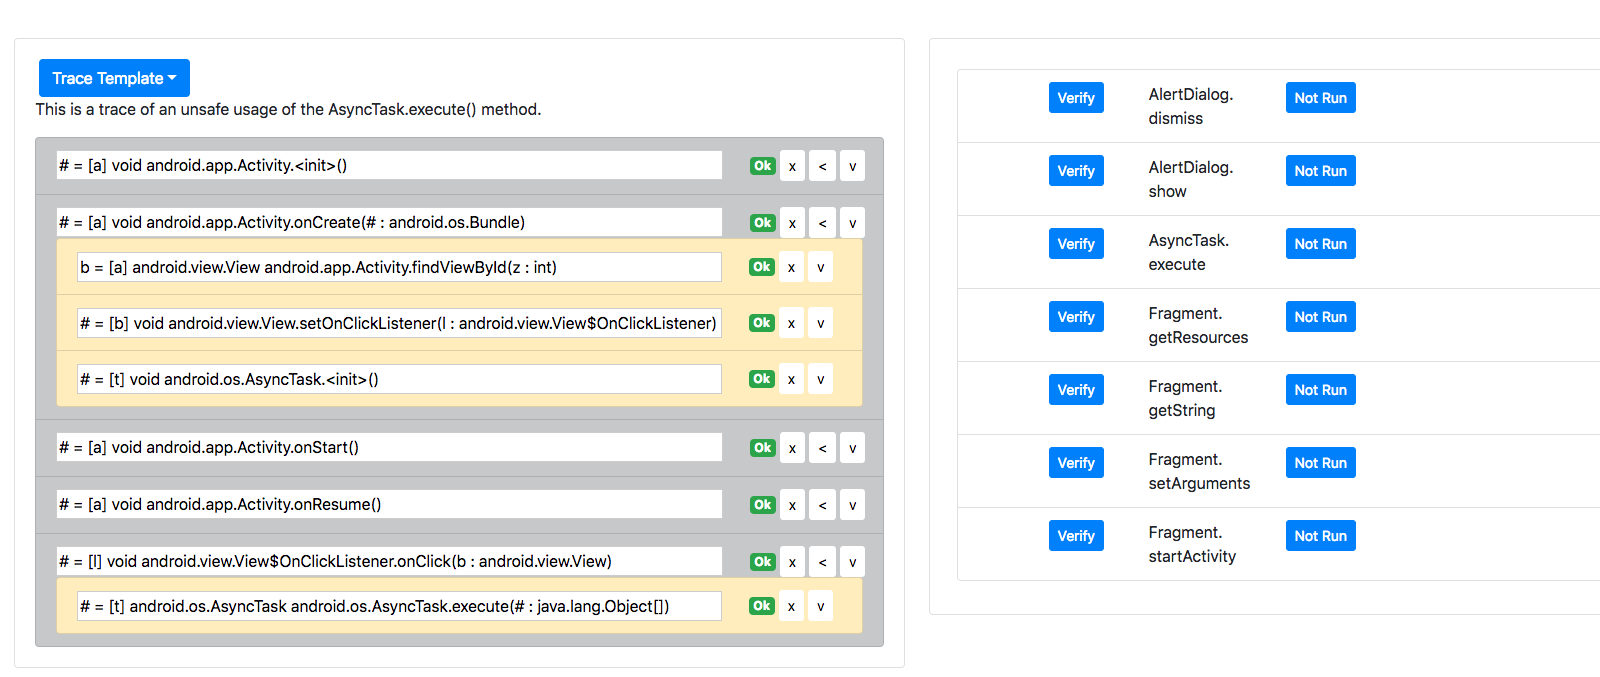 Trace Template
This is a trace of an unsafe usage of the AsyncTask.execute() method.
# = [a] void android.app.Activity.<init>() Ok x < v
# = [a] void android.app.Activity.onCreate(# : android.os.Bundle) Ok x < v
b = [a] android.view.View android.app.Activity.findViewById(z : int) Ok x v
# = [b] void android.view.View.setOnClickListener(l : android.view.View$OnClickListener) Ok x v
# = [t] void android.os.AsyncTask.<init>() Ok x v
# = [a] void android.app.Activity.onStart() Ok x < v
# = [a] void android.app.Activity.onResume() Ok x < v
# = [l] void android.view.View$OnClickListener.onClick(b : android.view.View) Ok x < v
# = [t] android.os.AsyncTask android.os.AsyncTask.execute(# : java.lang.Object[]) Ok x v
Verify AlertDialog. Not Run
dismiss
Verify AlertDialog. Not Run
show
Verify AsyncTask. Not Run
execute
Verify Fragment. Not Run
getResources
Verify Fragment. Not Run
getString
Verify Fragment. Not Run
setArguments
Verify Fragment. Not Run
startActivity